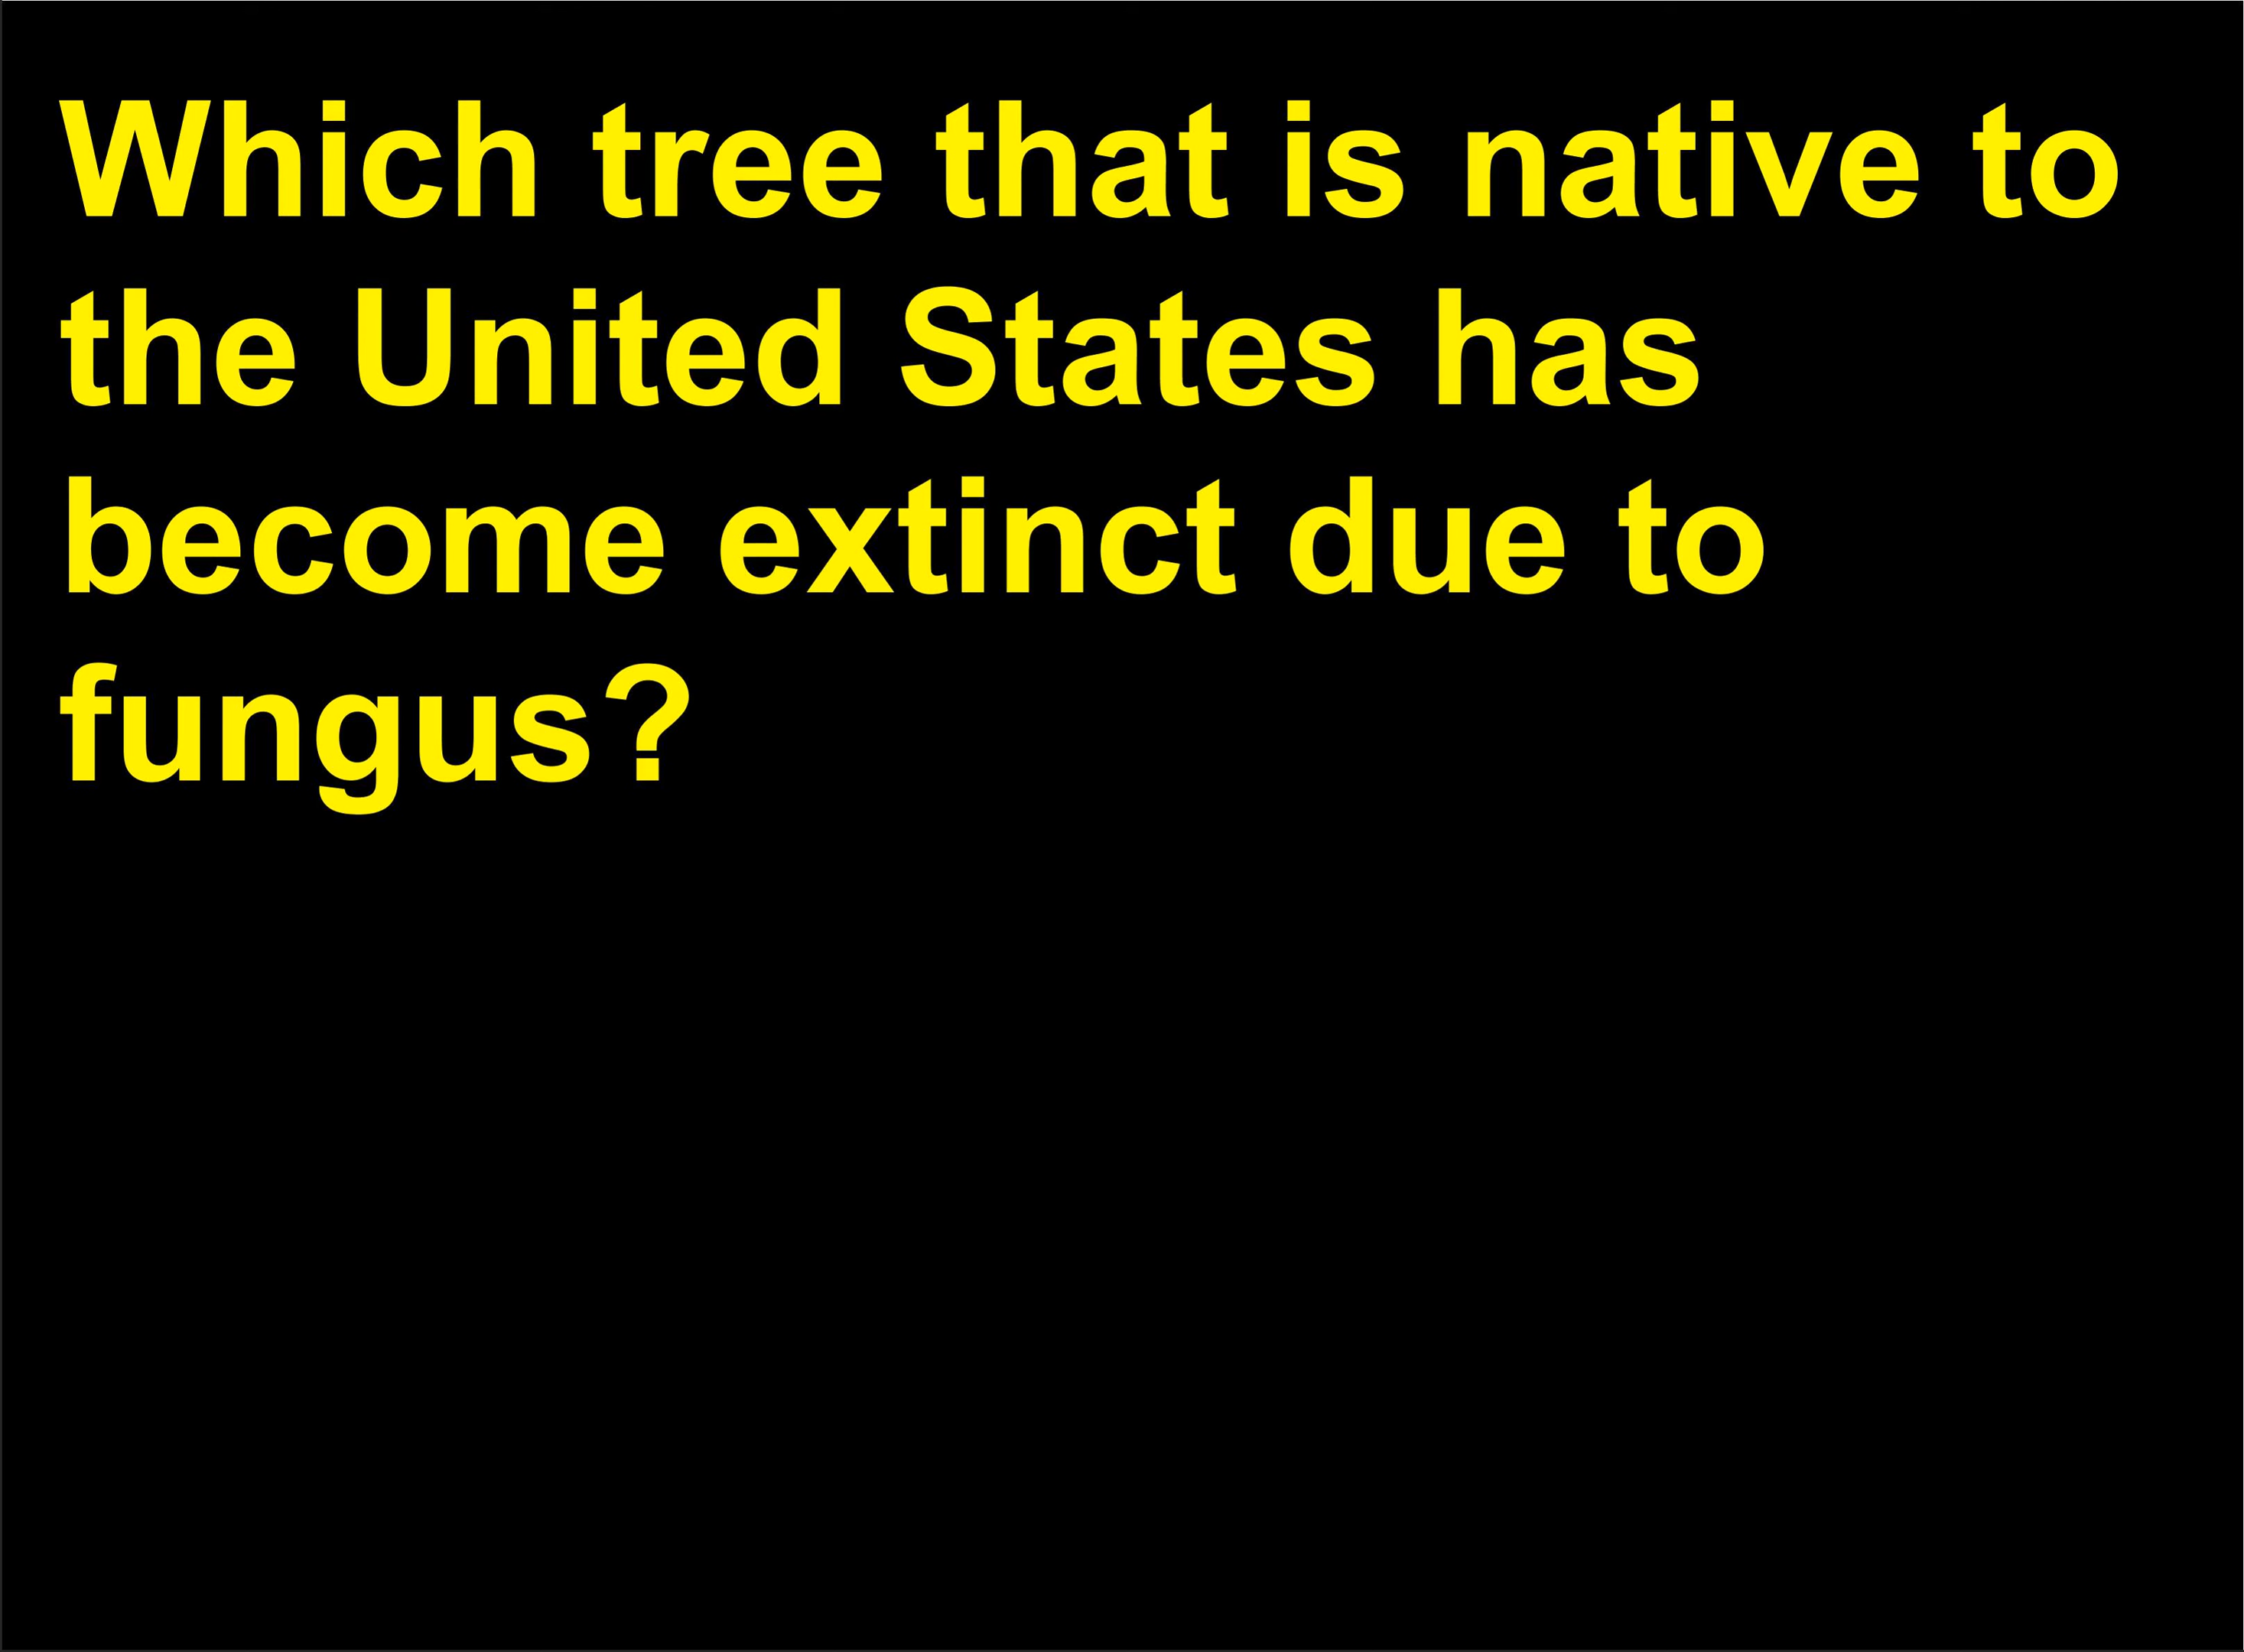 Which tree that is native to
the United States has
become extinct due to
fungus?